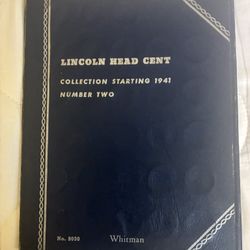 LINCOLN HEAD CENT
COLLECTION STARTING 1941
NUMBER TWO
No. 9030
Whitman